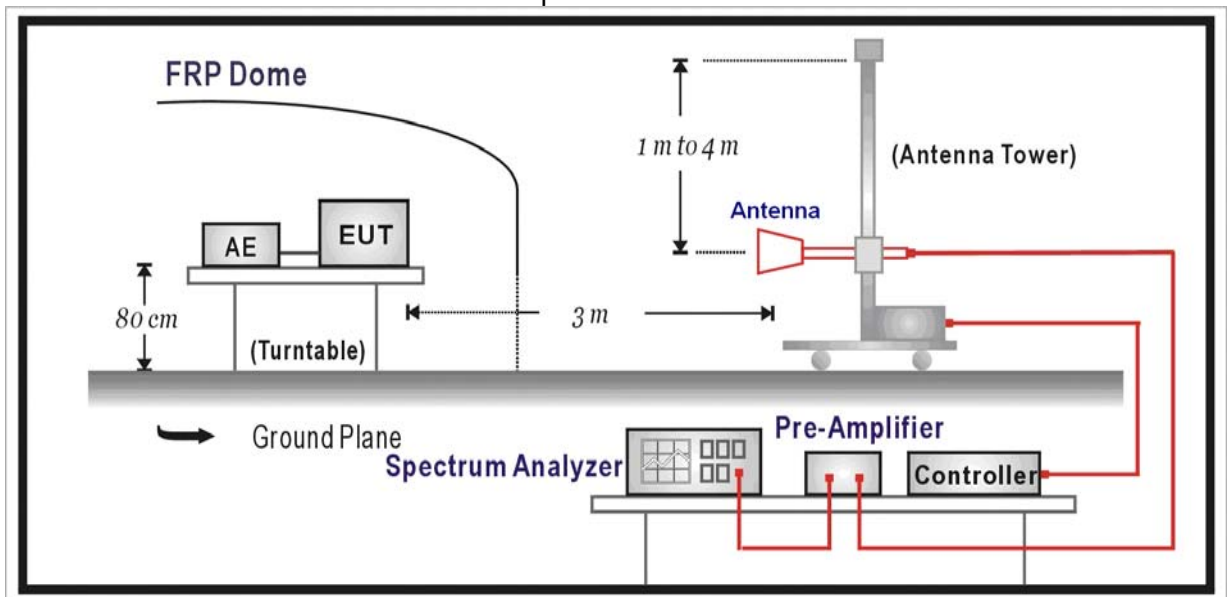 FRP Dome
1 m to 4 m
(Antenna Tower)
Antenna
AE
EUT
80 cm
3 m
(Turntable)
Ground Plane
Pre-Amplifier
Spectrum Analyzer
Controller